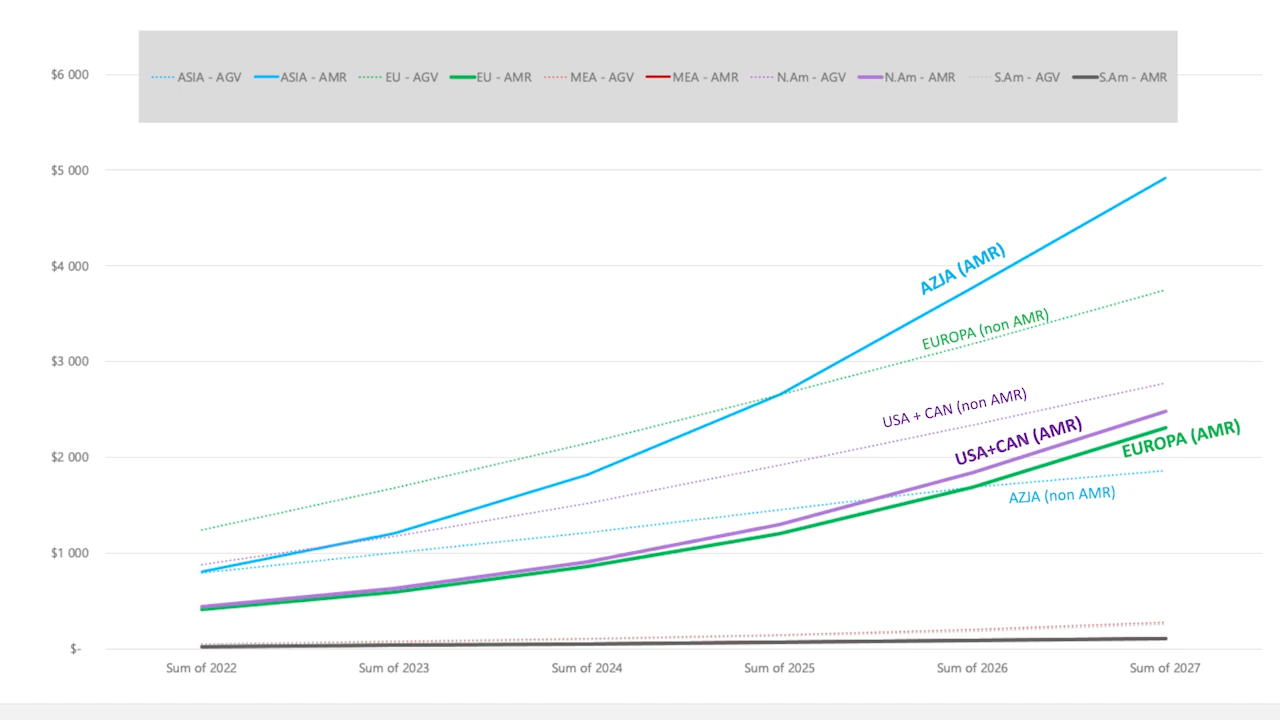 $6 000
ASIA - AGV ASIA - AMR EU - AGV EU - AMR MEA - AGV MEA - AMR N.Am - AGV N.Am - AMR S.Am - AGV S.Am - AMR
$5 000
$4 000
$3 000
$2 000
$1 000
$-
AZJA (AMR)
EUROPA (non AMR)
USA + CAN (non AMR)
USA+CAN (AMR)
EUROPA (AMR)
AZJA (non AMR)
Sum of 2022 Sum of 2023 Sum of 2024 Sum of 2025 Sum of 2026 Sum of 2027